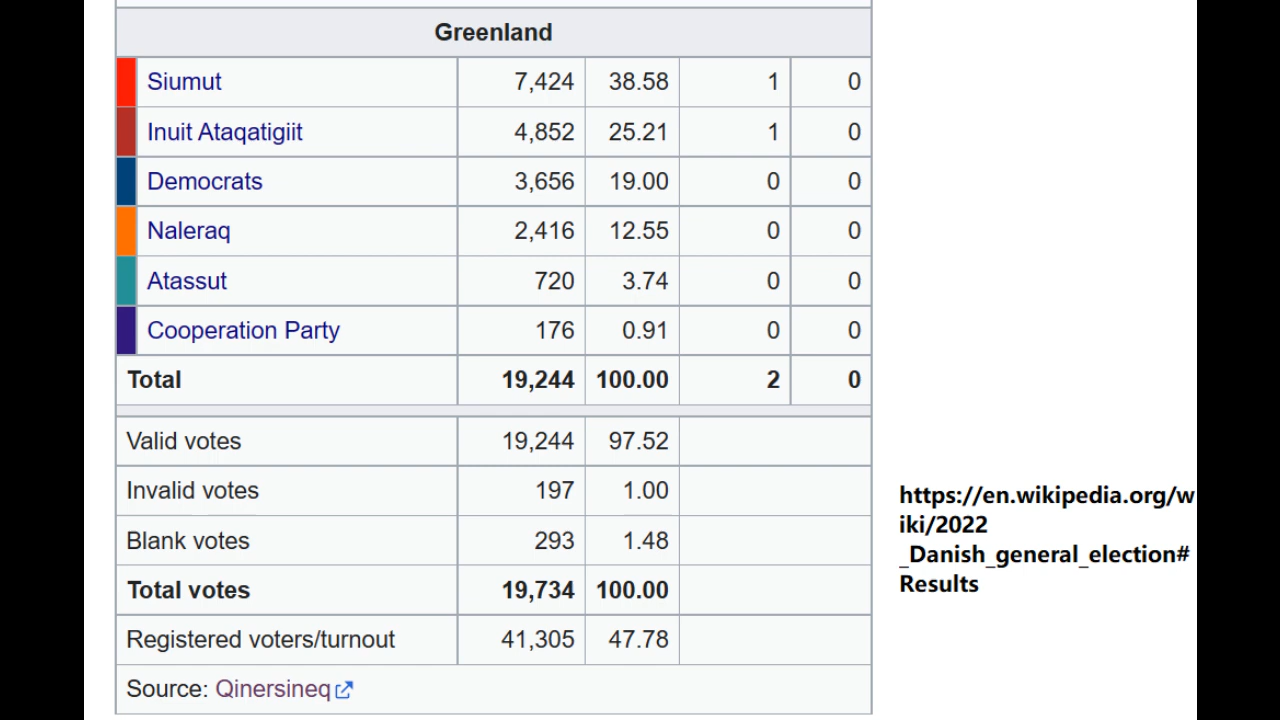 Greenland
Siumut 7,424 38.58 1 0
Inuit Ataqatigiit 4,852 25.21 1 0
Democrats 3,656 19.00 0 0
Naleraq 2,416 12.55 0 0
Atassut 720 3.74 0 0
Cooperation Party 176 0.91 0 0
Total 19,244 100.00 2 0
Valid votes 19,244 97.52
Invalid votes 197 1.00
Blank votes 293 1.48
Total votes 19,734 100.00
Registered voters/turnout 41,305 47.78
Source: Qinersineq
https://en.wikipedia.org/w
iki/2022
_Danish_general_election#
Results